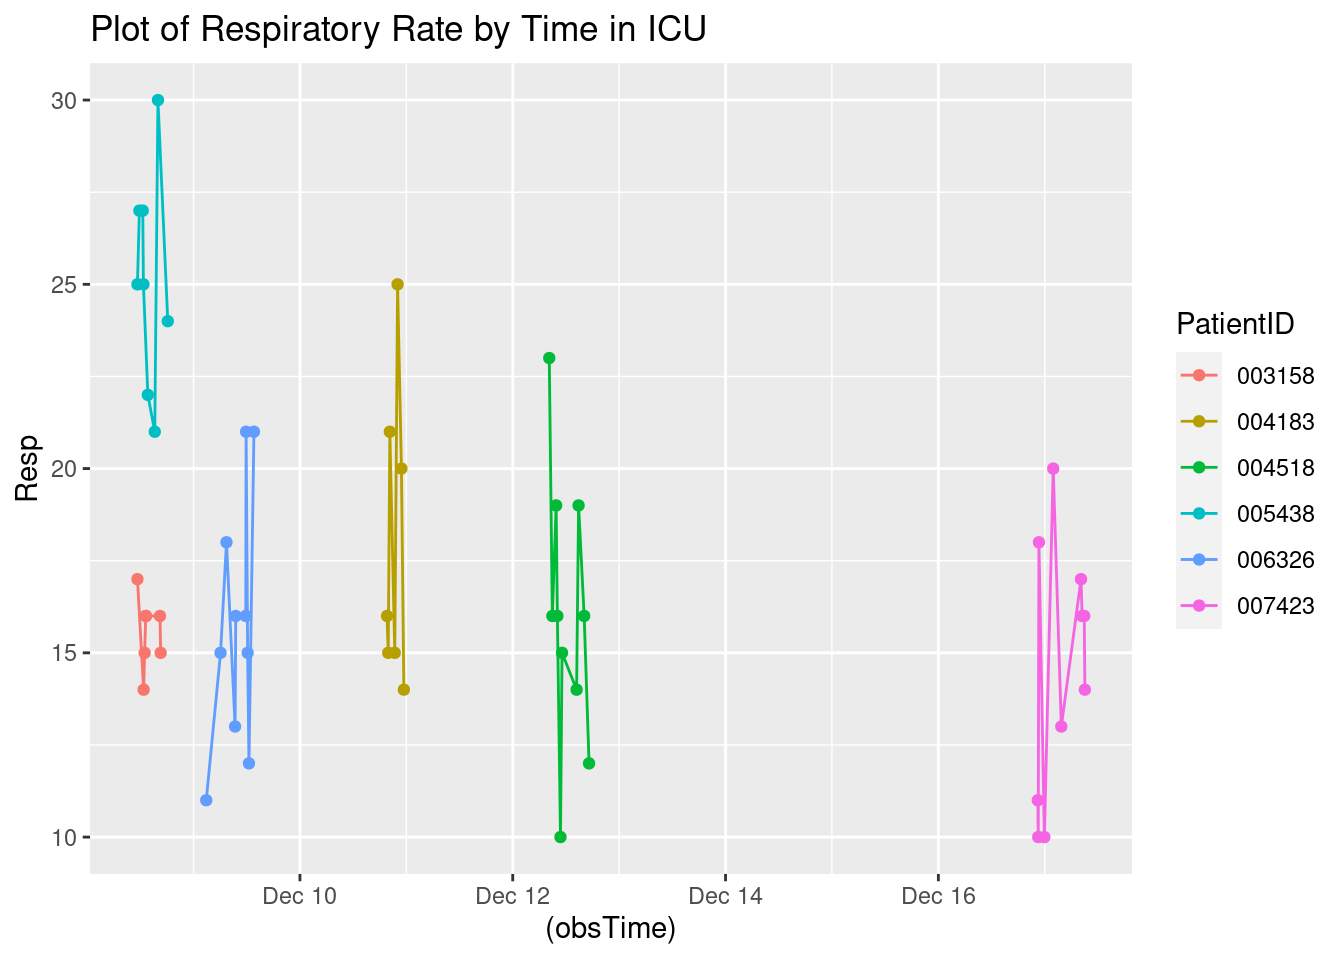 Plot of Respiratory Rate by Time in ICU
30
25
20
15
10
Resp
Dec 10
Dec 12
Dec 14
Dec 16
(obsTime)
PatientID
003158
004183
004518
005438
006326
007423